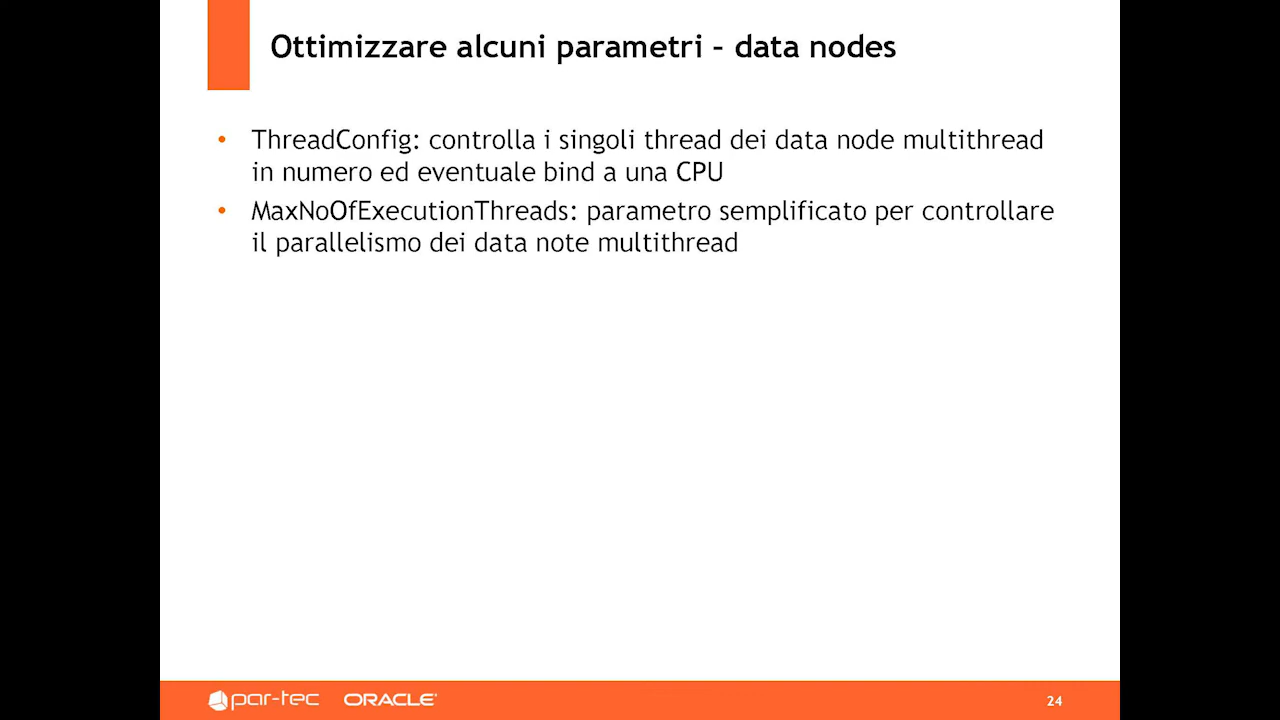 Ottimizzare alcuni parametri – data nodes
• ThreadConfig: controlla i singoli thread dei data node multithread
in numero ed eventuale bind a una CPU
• MaxNoOfExecutionThreads: parametro semplificato per controllare
il parallelismo dei data note multithread
par-tec ORACLE 24